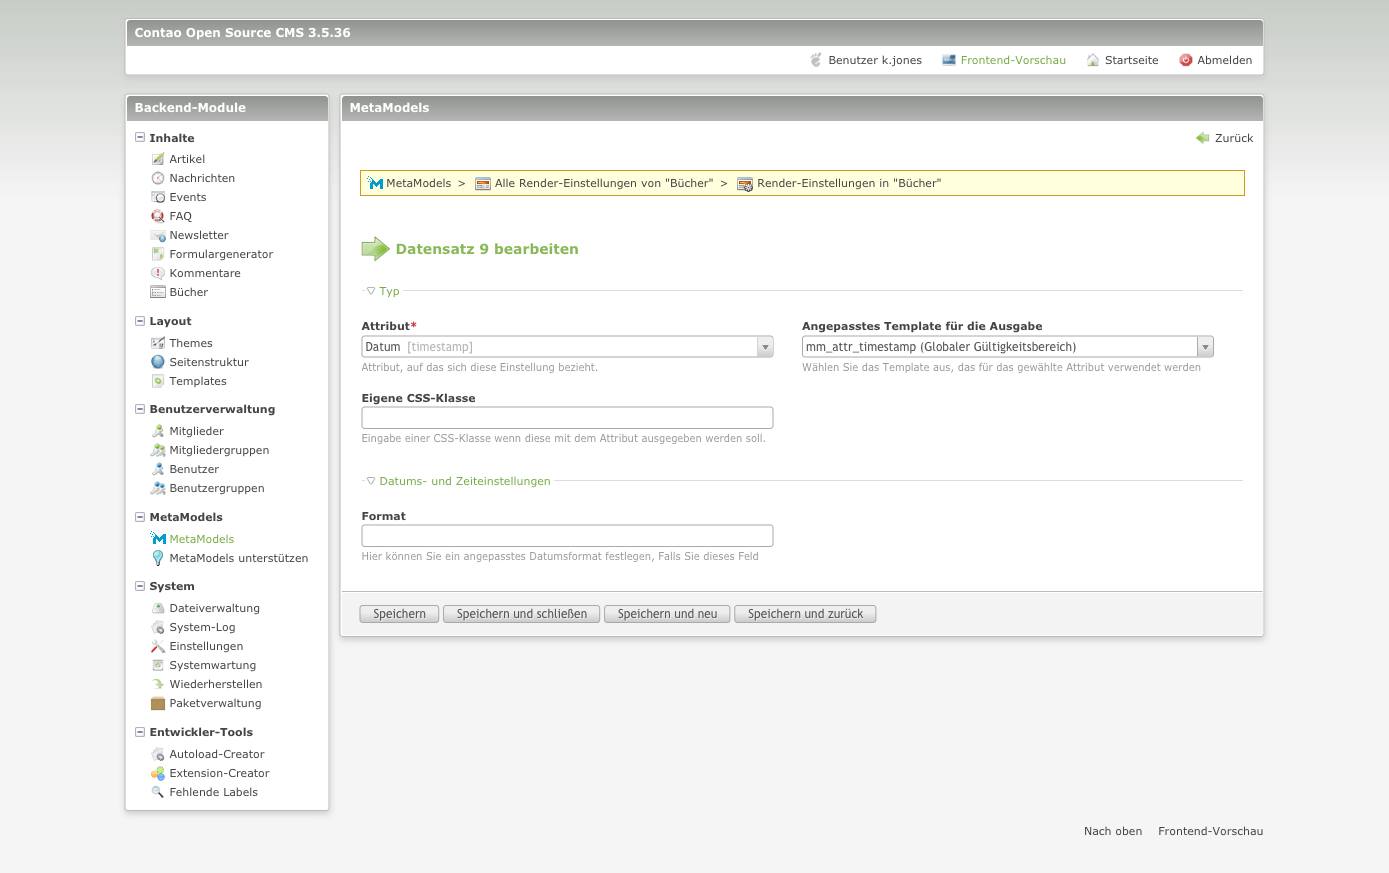 Contao Open Source CMS 3.5.36
Benutzer k.jones Frontend-Vorschau Startseite Abmelden
Backend-Module
Inhalte
Artikel
Nachrichten
Events
FAQ
Newsletter
Formulargenerator
Kommentare
Bücher
Layout
Themes
Seitenstruktur
Templates
Benutzerverwaltung
Mitglieder
Mitgliedergruppen
Benutzer
Benutzergruppen
MetaModels
MetaModels
MetaModels unterstützen
System
Dateiverwaltung
System-Log
Einstellungen
Systemwartung
Wiederherstellen
Paketverwaltung
Entwickler-Tools
Autoload-Creator
Extension-Creator
Fehlende Labels
MetaModels
Zurück
MetaModels > Alle Render-Einstellungen von "Bücher" > Render-Einstellungen in "Bücher"
Datensatz 9 bearbeiten
Typ
Attribut*
Datum [timestamp]
Attribut, auf das sich diese Einstellung bezieht.
Angepasstes Template für die Ausgabe
mm_attr_timestamp (Globaler Gültigkeitsbereich)
Wählen Sie das Template aus, das für das gewählte Attribut verwendet werden
Eigene CSS-Klasse
Eingabe einer CSS-Klasse wenn diese mit dem Attribut ausgegeben werden soll.
Datums- und Zeiteinstellungen
Format
Hier können Sie ein angepasstes Datumsformat festlegen, Falls Sie dieses Feld
Speichern Speichern und schließen Speichern und neu Speichern und zurück
Nach oben Frontend-Vorschau